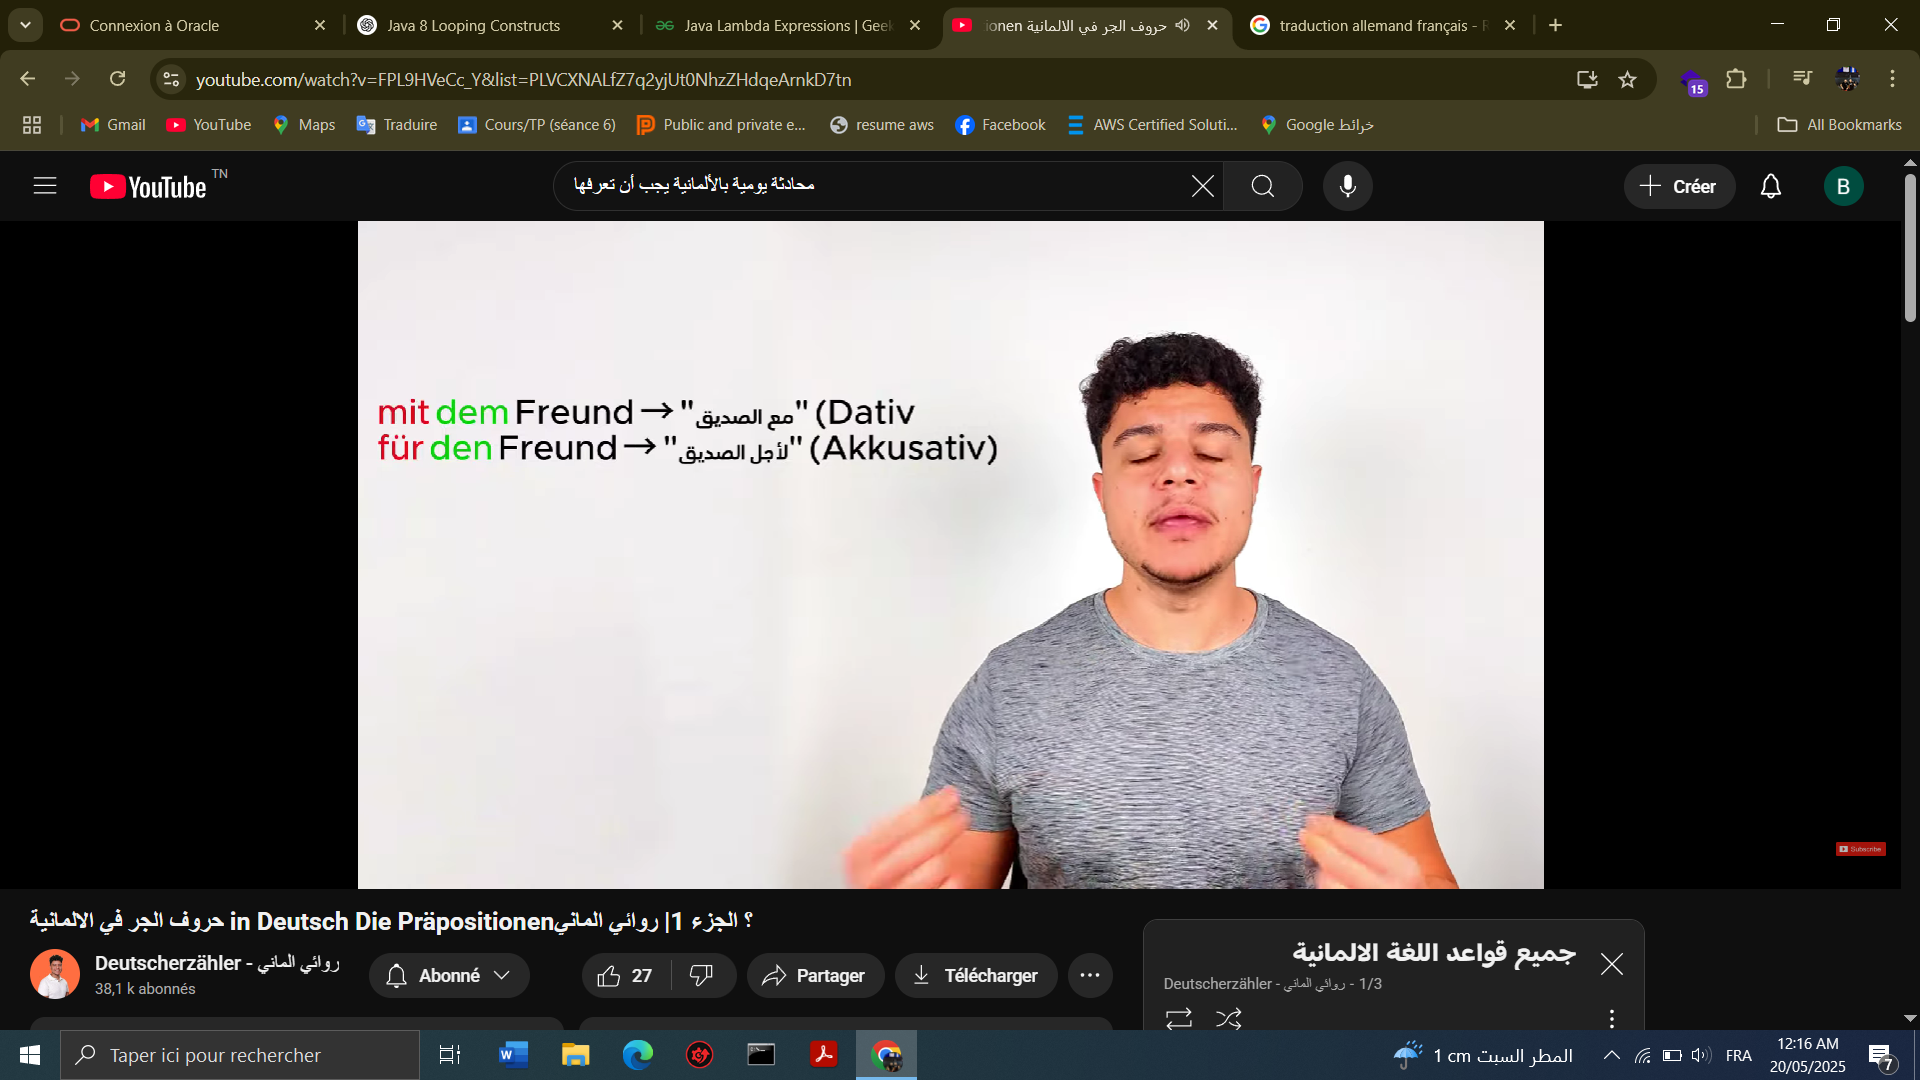 Connexion à Oracle
Java 8 Looping Constructs
Java Lambda Expressions | Geek
حروف الجر في الالمانية ionen
traduction allemand français - R
youtube.com/watch?v=FPL9HVeCc_Y&list=PLVCXNALfZ7q2yjUt0NhzZHdqeArnkD7tn
15
Gmail
YouTube
Maps
Traduire
Cours/TP (séance 6)
Public and private e...
resume aws
Facebook
AWS Certified Soluti...
خرائط Google
All Bookmarks
YouTube TN
محادثة يومية بالألمانية يجب أن تعرفها
Créer
B
mit dem Freund → "مع الصديق" (Dativ
für den Freund → "لأجل الصديق" (Akkusativ)
Subscribe
حروف الجر في الالمانية in Deutsch Die Präpositionenروائي الماني |1 الجزء ؟
Deutscherzähler - روائي الماني
38,1 k abonnés
Abonné
27
Partager
Télécharger
جميع قواعد اللغة الالمانية
Deutscherzähler - روائي الماني - 1/3
Taper ici pour rechercher
1 cm المطر السبت
FRA
12:16 AM
20/05/2025
7